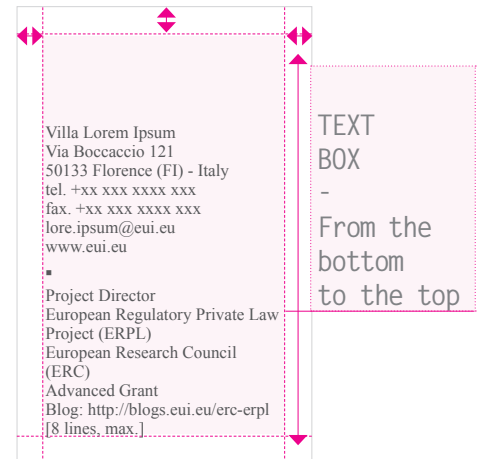 Villa Lorem Ipsum
Via Boccaccio 121
50133 Florence (FI) - Italy
tel. +xx xxx xxxx xxx
fax. +xx xxx xxxx xxx
lore.ipsum@eui.eu
www.eui.eu
▪
Project Director
European Regulatory Private Law
Project (ERPL)
European Research Council
(ERC)
Advanced Grant
Blog: http://blogs.eui.eu/erc-erpl
[8 lines, max.]
TEXT
BOX
-
From the
bottom
to the top